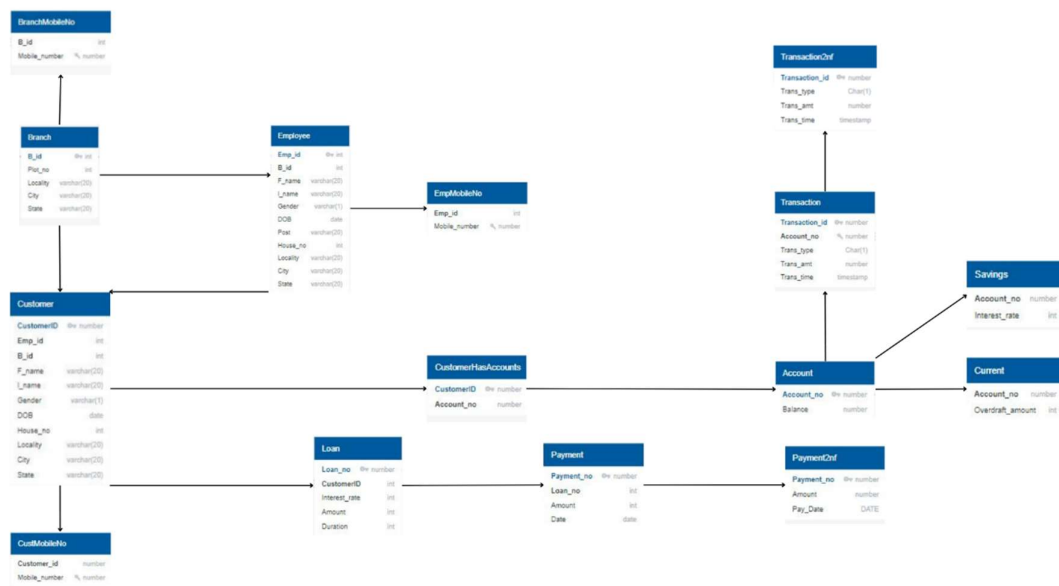 BranchMobileNo
B_id int
Mobile_number number
Branch
B_id int
Plot_no int
Locality varchar(20)
City varchar(20)
State varchar(20)
Employee
Emp_id int
B_id int
F_name varchar(20)
l_name varchar(20)
Gender varchar(1)
DOB date
Post varchar(20)
House_no int
Locality varchar(20)
City varchar(20)
State varchar(20)
EmpMobileNo
Emp_id int
Mobile_number number
Transaction2nf
Transaction_id number
Trans_type Char(1)
Trans_amt number
Trans_time timestamp
Transaction
Transaction_id number
Account_no number
Trans_type Char(1)
Trans_amt number
Trans_time timestamp
Savings
Account_no number
Interest_rate int
Customer
CustomerID number
Emp_id int
B_id int
F_name varchar(20)
l_name varchar(20)
Gender varchar(1)
DOB date
House_no int
Locality varchar(20)
City varchar(20)
State varchar(20)
CustomerHasAccounts
CustomerID number
Account_no number
Account
Account_no number
Balance number
Current
Account_no number
Overdraft_amount int
Loan
Loan_no number
CustomerID int
Interest_rate int
Amount int
Duration int
Payment
Payment_no number
Loan_no int
Amount int
Date date
Payment2nf
Payment_no number
Amount number
Pay_Date DATE
CustMobileNo
Customer_id number
Mobile_number number